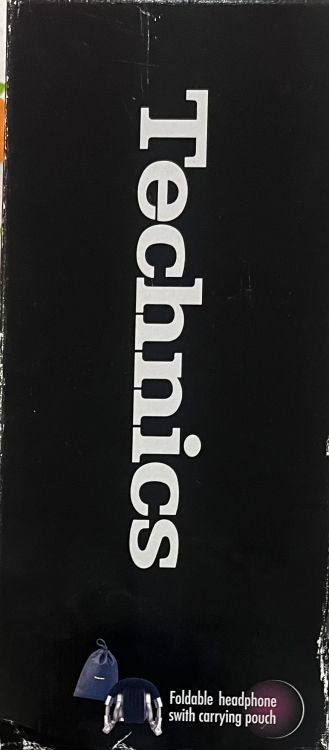 Technics
Foldable headphone
swith carrying pouch